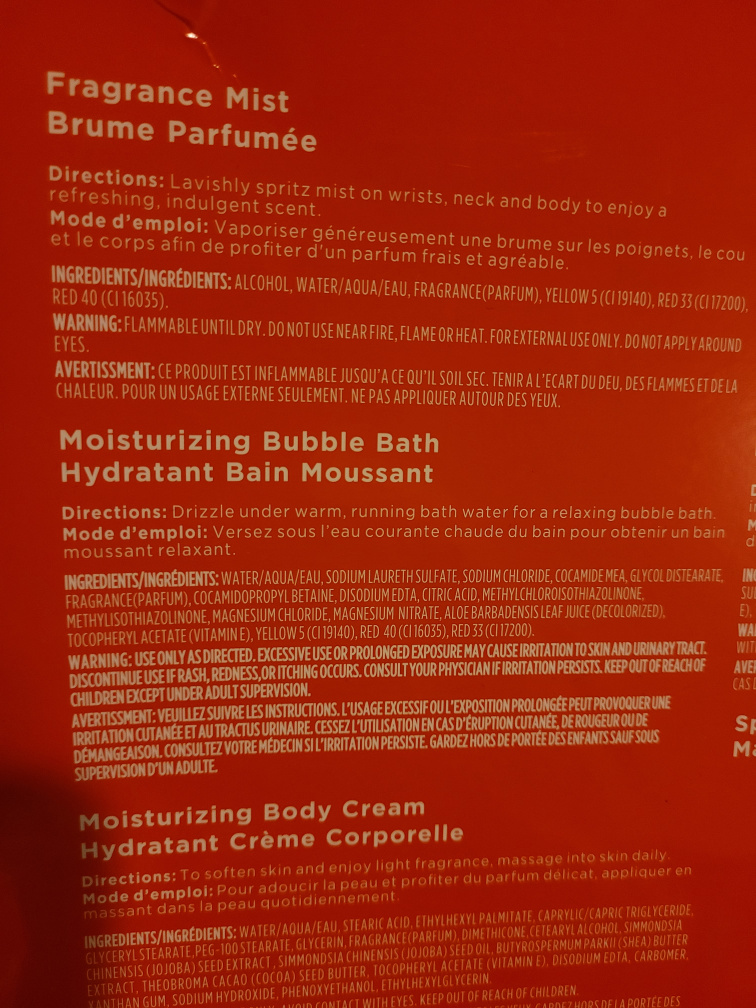 Fragrance Mist
Brume Parfumée
Directions: Lavishly spritz mist on wrists, neck and body to enjoy a
refreshing, indulgent scent.
Mode d'emploi: Vaporiser généreusement une brume sur les poignets, le cou
et le corps afin de profiter d'un parfum frais et agréable.
INGREDIENTS/INGRÉDIENTS: ALCOHOL, WATER/AQUA/EAU, FRAGRANCE(PARFUM), YELLOW 5 (CI 19140), RED 33 (CI 17200),
RED 40 (CI 16035).
WARNING: FLAMMABLE UNTIL DRY. DO NOT USE NEAR FIRE, FLAME OR HEAT. FOR EXTERNAL USE ONLY. DO NOT APPLY AROUND
EYES.
AVERTISSMENT: CE PRODUIT EST INFLAMMABLE JUSQU'A CE QU'IL SOIL SEC. TENIR A L'ECART DU DEU, DES FLAMMES ET DE LA
CHALEUR. POUR UN USAGE EXTERNE SEULEMENT. NE PAS APPLIQUER AUTOUR DES YEUX.
Moisturizing Bubble Bath
Hydratant Bain Moussant
Directions: Drizzle under warm, running bath water for a relaxing bubble bath.
Mode d'emploi: Versez sous l'eau courante chaude du bain pour obtenir un bain
moussant relaxant.
INGREDIENTS/INGRÉDIENTS: WATER/AQUA/EAU, SODIUM LAURETH SULFATE, SODIUM CHLORIDE, COCAMIDE MEA, GLYCOL DISTEARATE,
FRAGRANCE(PARFUM), COCAMIDOPROPYL BETAINE, DISODIUM EDTA, CITRIC ACID, METHYLCHLOROISOTHIAZOLINONE,
METHYLISOTHIAZOLINONE, MAGNESIUM CHLORIDE, MAGNESIUM NITRATE, ALOE BARBADENSIS LEAF JUICE (DECOLORIZED),
TOCOPHERYL ACETATE (VITAMIN E), YELLOW 5 (CI 19140), RED 40 (CI 16035), RED 33 (CI 17200).
WARNING: USE ONLY AS DIRECTED. EXCESSIVE USE OR PROLONGED EXPOSURE MAY CAUSE IRRITATION TO SKIN AND URINARY TRACT.
DISCONTINUE USE IF RASH, REDNESS, OR ITCHING OCCURS. CONSULT YOUR PHYSICIAN IF IRRITATION PERSISTS. KEEP OUT OF REACH OF
CHILDREN EXCEPT UNDER ADULT SUPERVISION.
AVERTISSMENT: VEUILLEZ SUIVRE LES INSTRUCTIONS. L'USAGE EXCESSIF OU L'EXPOSITION PROLONGÉE PEUT PROVOQUER UNE
IRRITATION CUTANÉE ET AU TRACTUS URINAIRE. CESSEZ L'UTILISATION EN CAS D'ÉRUPTION CUTANÉE, DE ROUGEUR OU DE
DÉMANGEAISON. CONSULTEZ VOTRE MÉDECIN SI L'IRRITATION PERSISTE. GARDEZ HORS DE PORTÉE DES ENFANTS SAUF SOUS
SUPERVISION D'UN ADULTE.
Moisturizing Body Cream
Hydratant Crème Corporelle
Directions: To soften skin and enjoy light fragrance, massage into skin daily.
Mode d'emploi: Pour adoucir la peau et profiter du parfum délicat, appliquer en
massant dans la peau quotidiennement.
INGREDIENTS/INGRÉDIENTS: WATER/AQUA/EAU, STEARIC ACID, ETHYLHEXYL PALMITATE, CAPRYLIC/CAPRIC TRIGLYCERIDE,
GLYCERYL STEARATE, PEG-100 STEARATE, GLYCERIN, FRAGRANCE(PARFUM), DIMETHICONE, CETEARYL ALCOHOL, SIMMONDSIA
CHINENSIS (JOJOBA) SEED EXTRACT, SIMMONDSIA CHINENSIS (JOJOBA) SEED OIL, BUTYROSPERMUM PARKII (SHEA) BUTTER
EXTRACT, THEOBROMA CACAO (COCOA) SEED BUTTER, TOCOPHERYL ACETATE (VITAMIN E), DISODIUM EDTA, CARBOMER,
XANTHAN GUM, SODIUM HYDROXIDE, PHENOXYETHANOL, ETHYLHEXYLGLYCERIN.
AVOID CONTACT WITH EYES. KEEP OUT OF REACH OF CHILDREN.